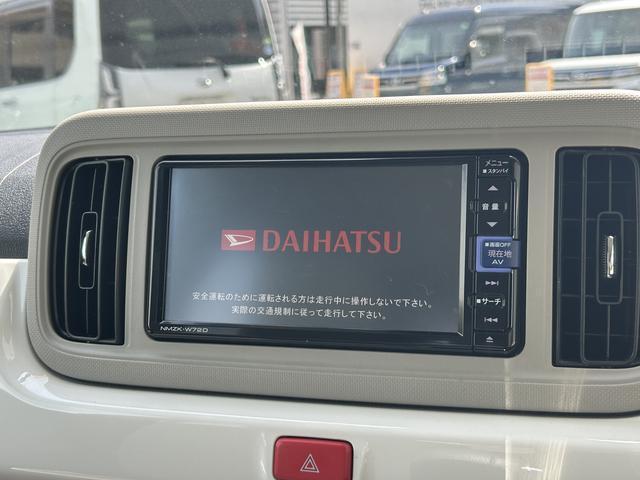 DAIHATSU
安全運転のために運転される方は走行中に操作しないで下さい。
実際の交通規制に従って走行して下さい。
NMZK-W72D
メニュー
■スタンバイ
音量
■画面OFF
現在地
AV
■サーチ